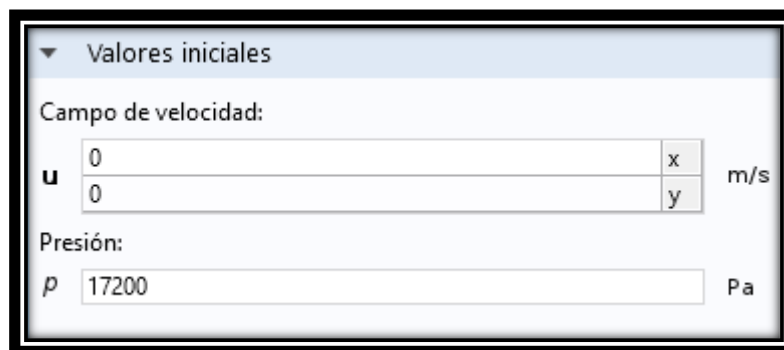 Valores iniciales
Campo de velocidad:
u 0 x m/s
0 y
Presión:
p 17200 Pa